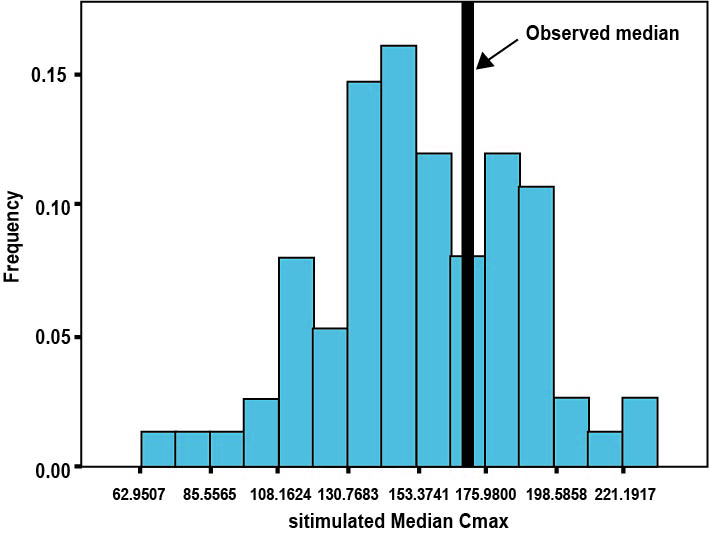 Observed median
0.15
0.10
0.05
0.00
Frequency
62.9507 85.5565 108.1624 130.7683 153.3741 175.9800 198.5858 221.1917
sitimulated Median Cmax